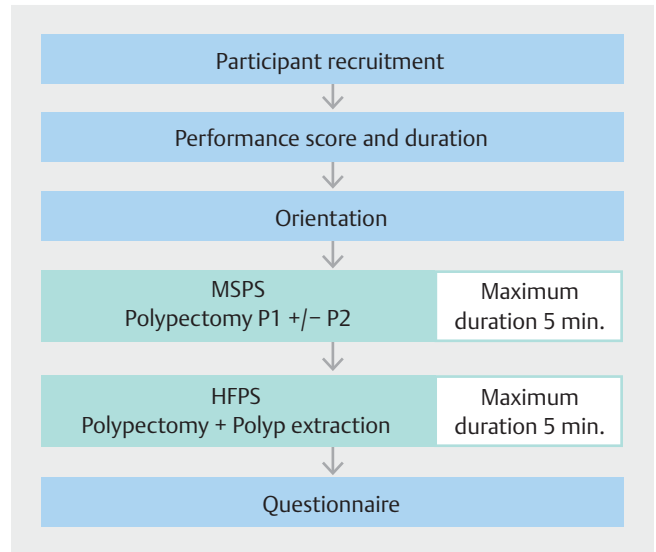 Participant recruitment
Performance score and duration
Orientation
MSPS
Polypectomy P1 +/− P2
Maximum
duration 5 min.
HFPS
Polypectomy + Polyp extraction
Maximum
duration 5 min.
Questionnaire